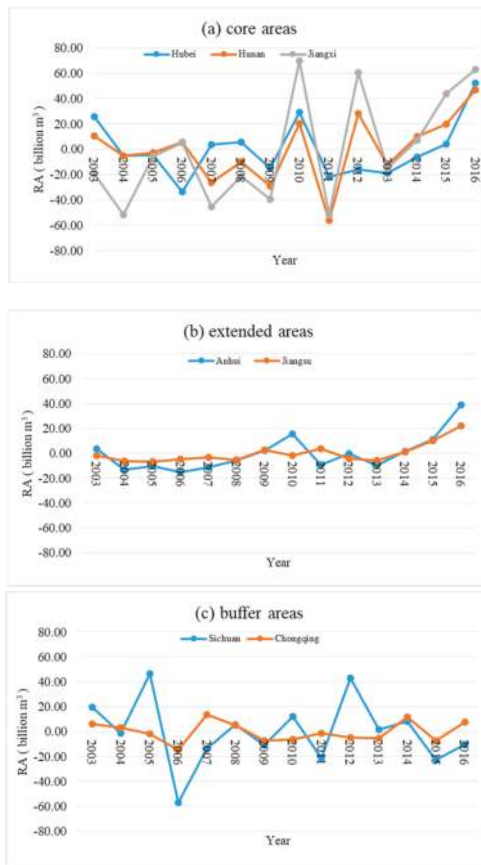 (a) core areas
Hubei Hunan Jiangxi
80.00
60.00
40.00
20.00
0.00
-20.00
-40.00
-60.00
-80.00
RA ( billion m³ )
2003 2004 2005 2006 2007 2008 2009 2010 2011 2012 2013 2014 2015 2016
Year
(b) extended areas
Anhui Jiangsu
80.00
60.00
40.00
20.00
0.00
-20.00
-40.00
-60.00
-80.00
RA ( billion m³ )
2003 2004 2005 2006 2007 2008 2009 2010 2011 2012 2013 2014 2015 2016
Year
(c) buffer areas
Sichuan Chongqing
80.00
60.00
40.00
20.00
0.00
-20.00
-40.00
-60.00
-80.00
RA ( billion m³ )
2003 2004 2005 2006 2007 2008 2009 2010 2011 2012 2013 2014 2015 2016
Year